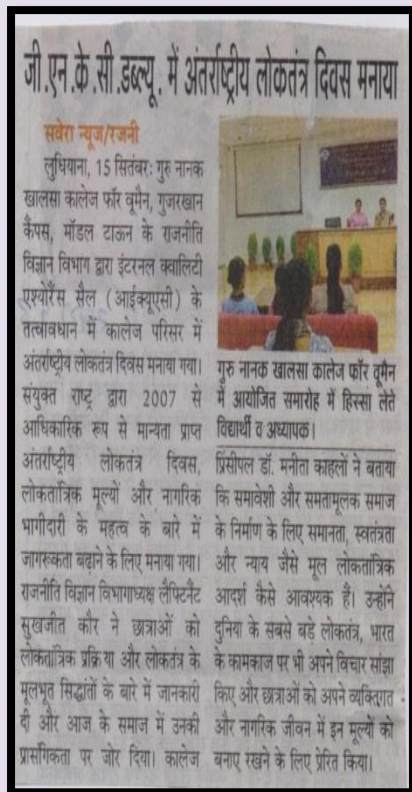 जी.एन.के.सी.डब्ल्यू. में अंतर्राष्ट्रीय लोकतंत्र दिवस मनाया
सवेरा न्यूज/रजनी
लुधियाना, 15 सितंबर: गुरु नानक
खालसा कालेज फॉर वूमैन, गुजरखान
कैंपस, मॉडल टाऊन के राजनीति
विज्ञान विभाग द्वारा इंटरनल क्वालिटी
एश्योरैंस सैल (आईक्यूएसी) के
तत्वावधान में कालेज परिसर में
अंतर्राष्ट्रीय लोकतंत्र दिवस मनाया गया।
संयुक्त राष्ट्र द्वारा 2007 से
आधिकारिक रूप से मान्यता प्राप्त
अंतर्राष्ट्रीय लोकतंत्र दिवस,
लोकतांत्रिक मूल्यों और नागरिक
भागीदारी के महत्व के बारे में
जागरूकता बढ़ाने के लिए मनाया गया।
राजनीति विज्ञान विभागाध्यक्ष लैफ्टिनैंट
सुखजीत कौर ने छात्राओं को
लोकतांत्रिक प्रक्रिया और लोकतंत्र के
मूलभूत सिद्धांतों के बारे में जानकारी
दी और आज के समाज में उनकी
प्रासंगिकता पर जोर दिया। कालेज
गुरु नानक खालसा कालेज फॉर वूमैन
में आयोजित समारोह में हिस्सा लेते
विद्यार्थी व अध्यापक।
प्रिंसीपल डॉ. मनीता काहलों ने बताया
कि समावेशी और समतामूलक समाज
के निर्माण के लिए समानता, स्वतंत्रता
और न्याय जैसे मूल लोकतांत्रिक
आदर्श कैसे आवश्यक हैं। उन्होंने
दुनिया के सबसे बड़े लोकतंत्र, भारत
के कामकाज पर भी अपने विचार सांझा
किए और छात्राओं को अपने व्यक्तिगत
और नागरिक जीवन में इन मूल्यों को
बनाए रखने के लिए प्रेरित किया।